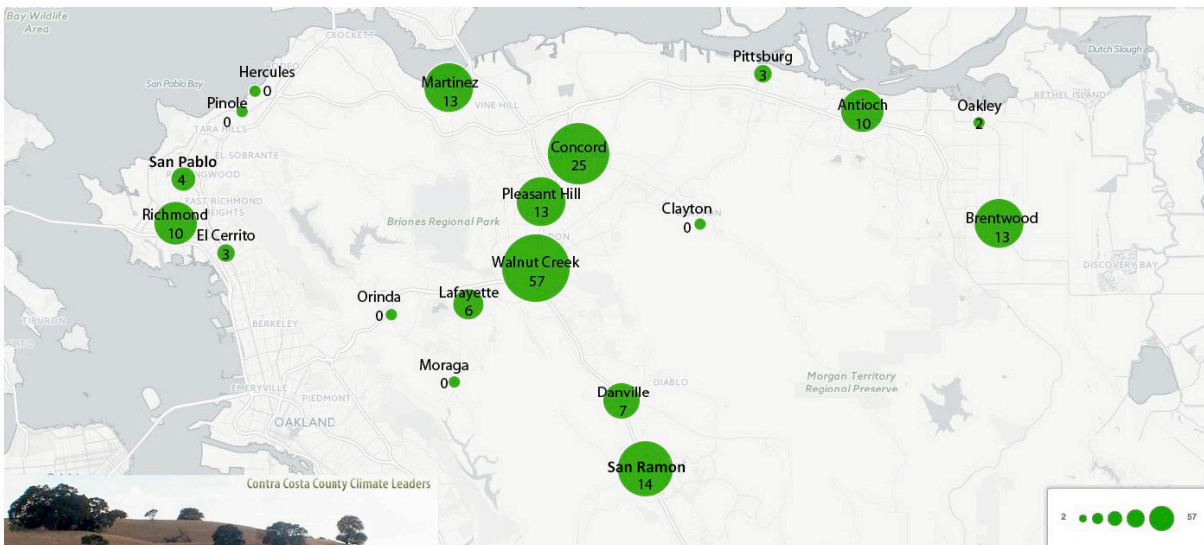 Bay Wildlife
Area
CROCKETT
Dutch Slough
Pittsburg
3
Hercules
0
San Pablo Bay
Martinez
13
BETHEL ISLAND
Pinole
0
VINE HILL
Antioch
10
Oakley
2
TARA HILLS
EL SOBRANTE
Concord
25
San Pablo
4
EAST RICHMOND
HEIGHTS
Pleasant Hill
13
Richmond
10
Briones Regional Park
Clayton
0
Brentwood
13
El Cerrito
3
Walnut Creek
57
DISCOVERY BAY
Lafayette
6
Orinda
0
TIBURON
BERKELEY
Moraga
0
Morgan Territory
Regional Preserve
DIABLO
EMERYVILLE
PIEDMONT
Danville
7
OAKLAND
San Ramon
14
Contra Costa County Climate Leaders
2
57